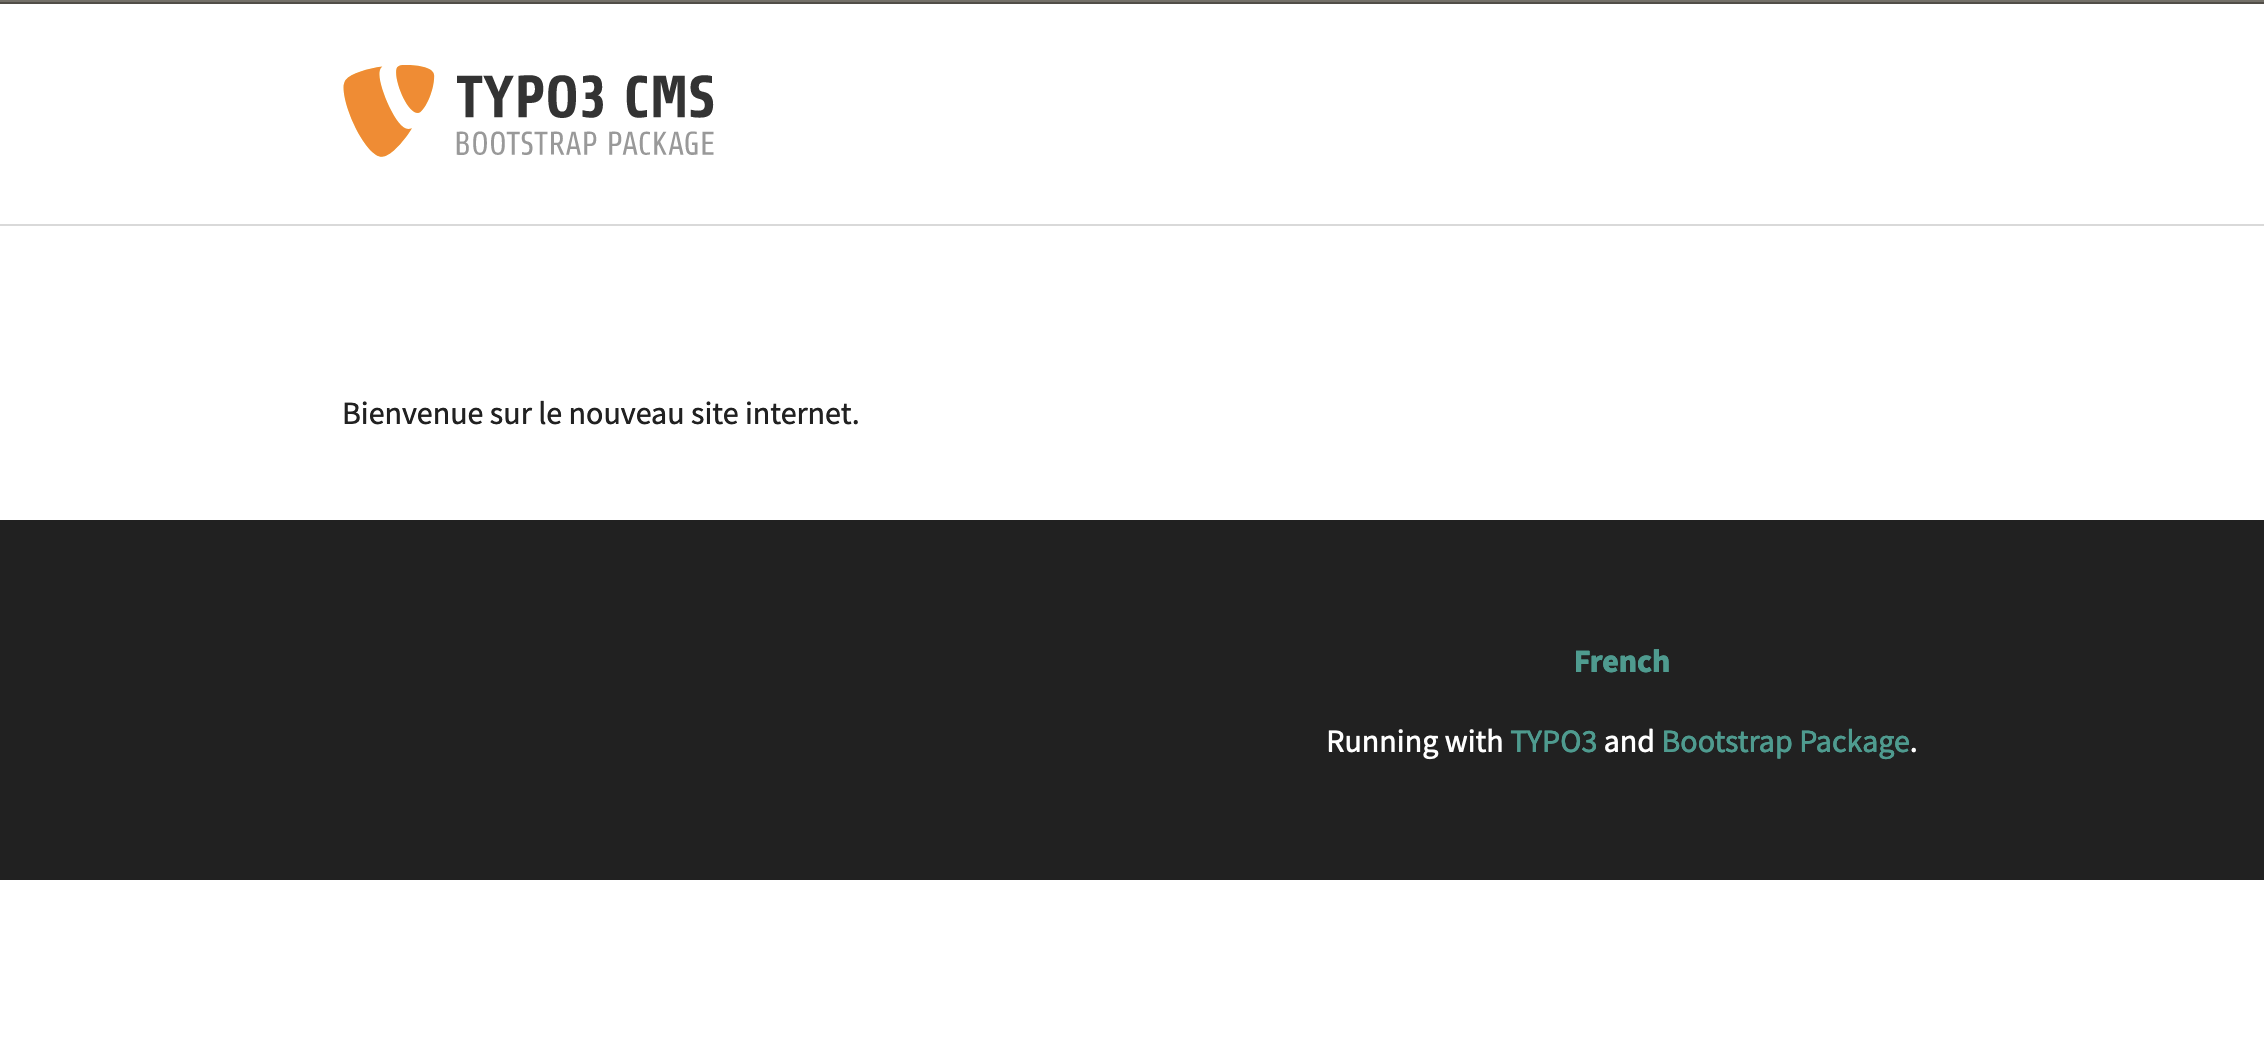 TYPO3 CMS
BOOTSTRAP PACKAGE
Bienvenue sur le nouveau site internet.
French
Running with TYPO3 and Bootstrap Package.